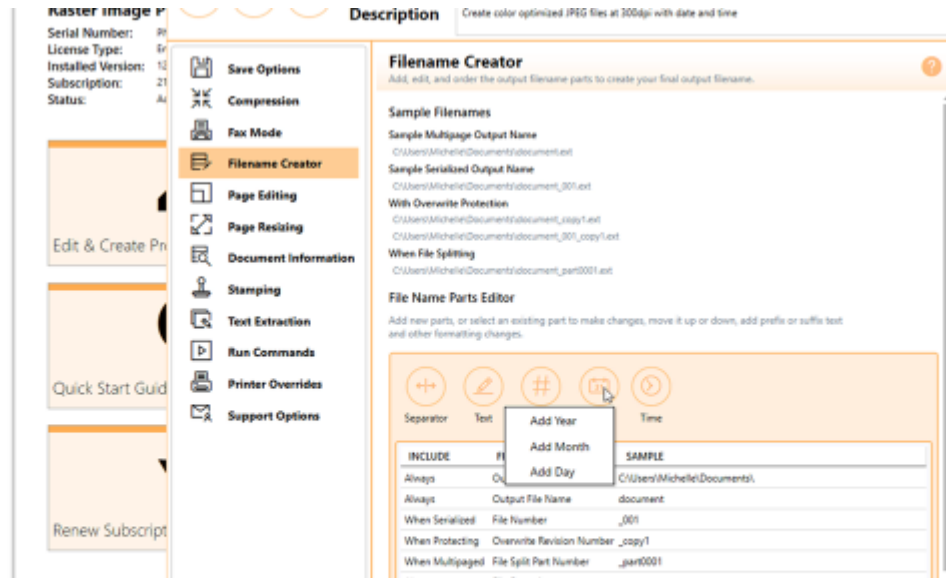 Raster Image P
Serial Number:
License Type:
Installed Version: 12
Subscription: 21
Status:
Edit & Create Pr
Quick Start Guid
Renew Subscript
Description
Create color optimized JPEG files at 300dpi with date and time
Save Options
Compression
Fax Mode
Filename Creator
Page Editing
Page Resizing
Document Information
Stamping
Text Extraction
Run Commands
Printer Overrides
Support Options
Filename Creator
Add, edit, and order the output filename parts to create your final output filename.
?
Sample Filenames
Sample Multipage Output Name
C:\Users\Michelle\Documents\document.ext
Sample Serialized Output Name
C:\Users\Michelle\Documents\document_001.ext
With Overwrite Protection
C:\Users\Michelle\Documents\document_copy1.ext
C:\Users\Michelle\Documents\document_001_copy1.ext
When File Splitting
C:\Users\Michelle\Documents\document_part0001.ext
File Name Parts Editor
Add new parts, or select an existing part to make changes, move it up or down, add prefix or suffix text
and other formatting changes.
#
Separator Text Time
Add Year
Add Month
Add Day
INCLUDE SAMPLE
Always C:\Users\Michelle\Documents\
Always Output File Name document
When Serialized File Number _001
When Protecting Overwrite Revision Number _copy1
When Multipaged File Split Part Number _part0001